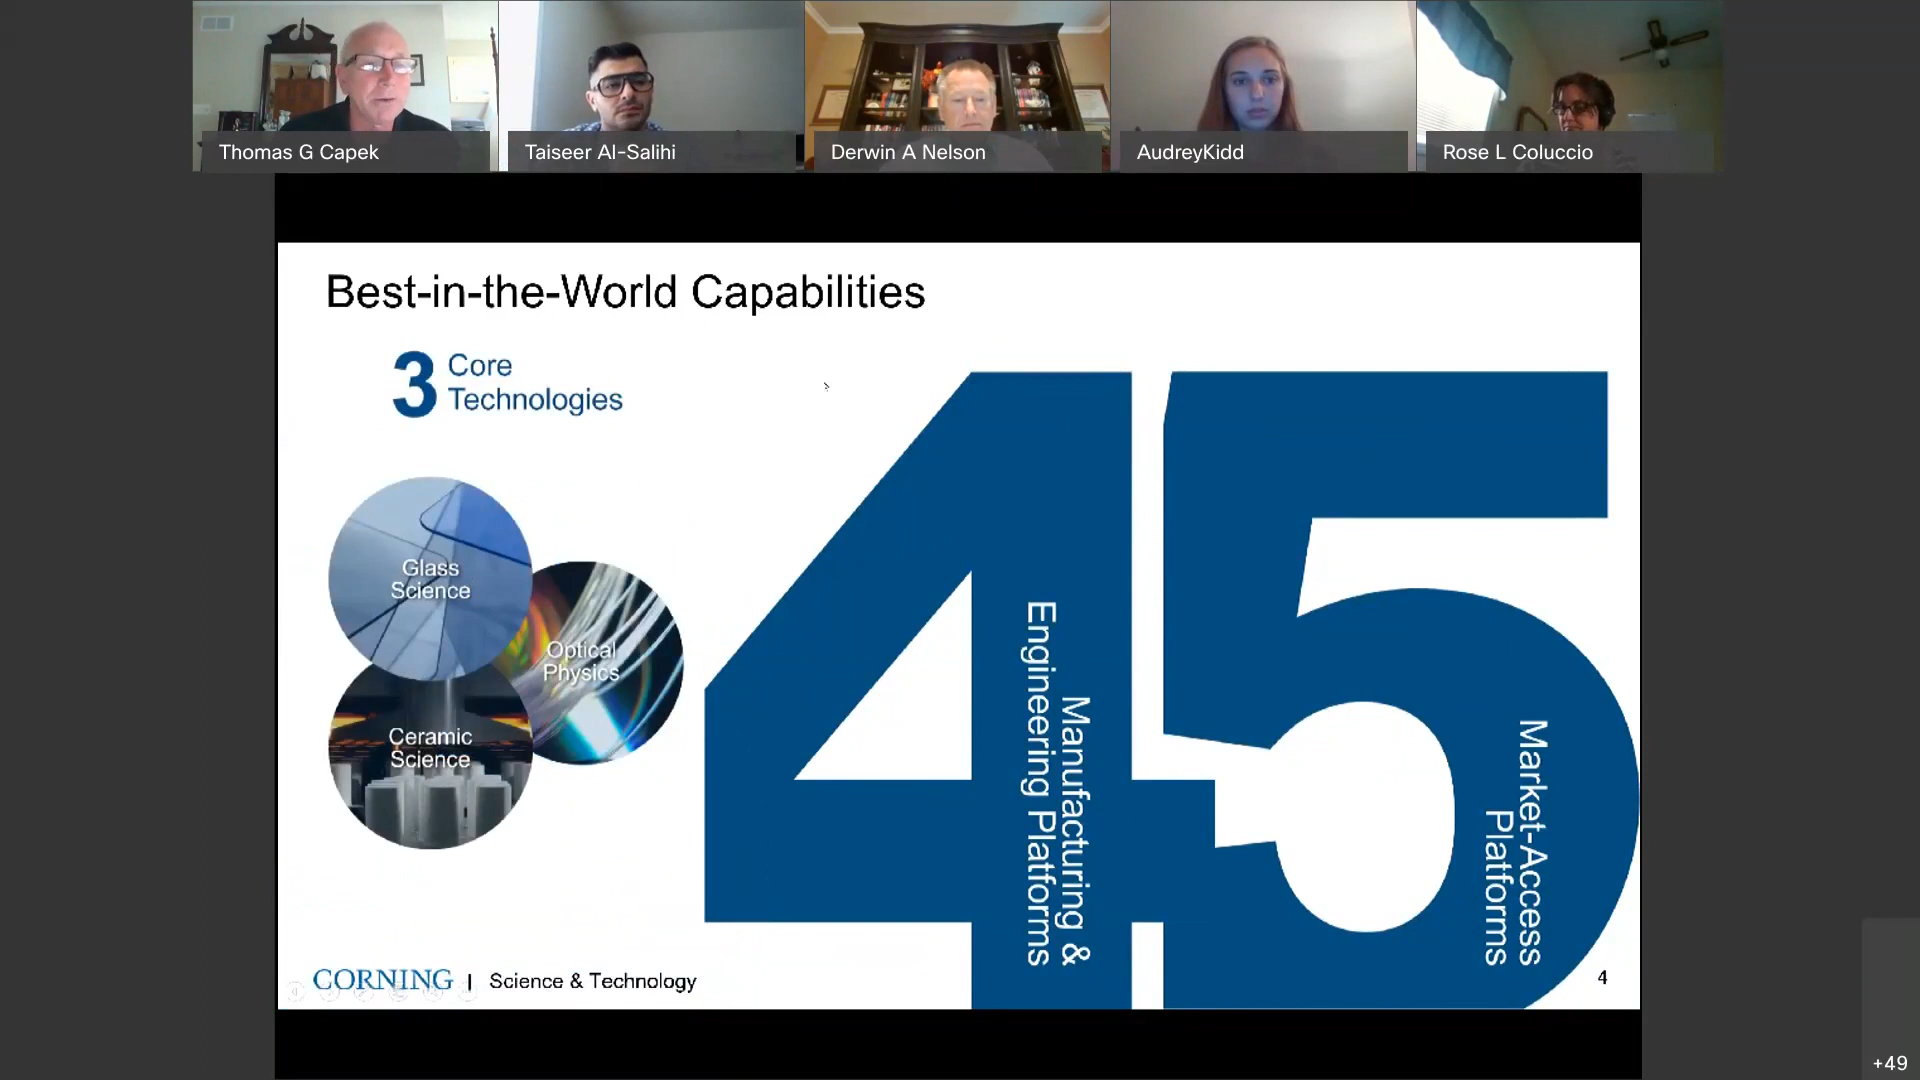 Thomas G Capek
Taiseer Al-Salihi
Derwin A Nelson
AudreyKidd
Rose L Coluccio
Best-in-the-World Capabilities
3
Core
Technologies
Glass
Science
Optical
Physics
Ceramic
Science
4
Manufacturing &
Engineering Platforms
5
Market-Access
Platforms
CORNING | Science & Technology
4
+49